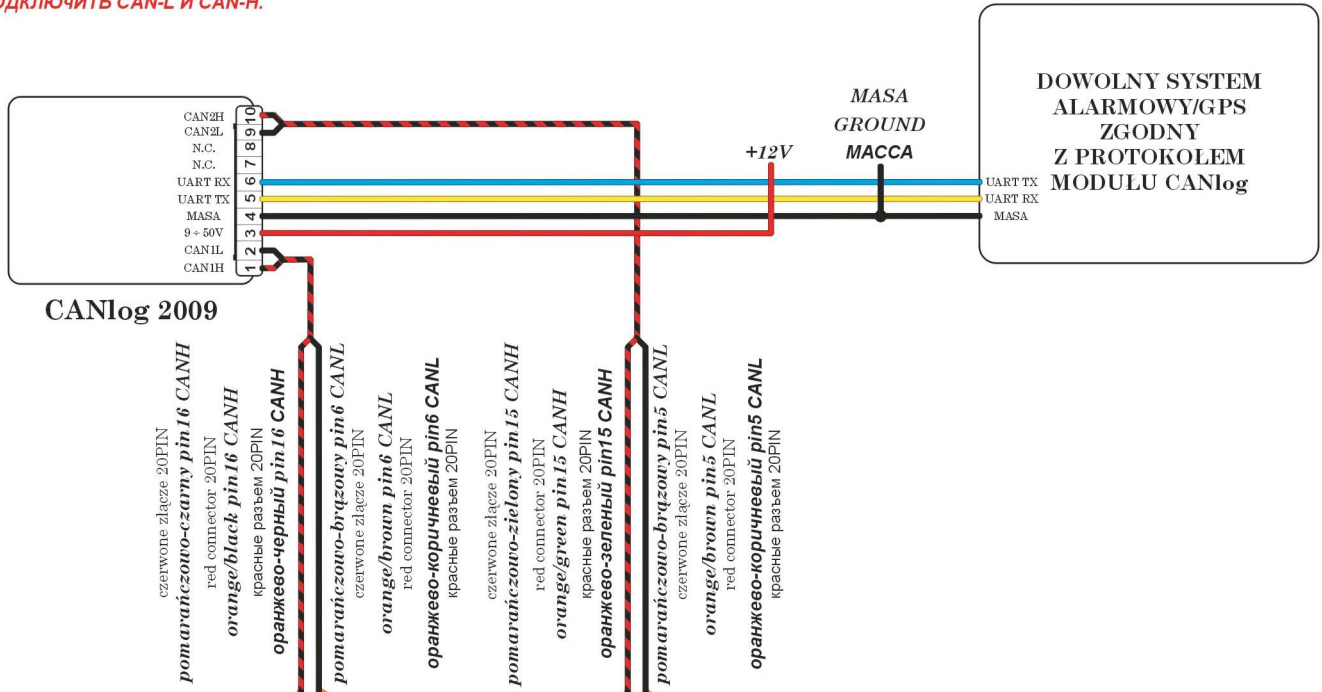 ОДКЛЮЧИТЬ CAN-L И CAN-H.
CAN2H 10
CAN2L 9
N.C. 8
N.C. 7
UART RX 6
UART TX 5
MASA 4
9÷50V 3
CAN1L 2
CAN1H 1
CANlog 2009
+12V
MASA
GROUND
МАССА
DOWOLNY SYSTEM
ALARMOWY/GPS
ZGODNY
Z PROTOKOŁEM
MODUŁU CANlog
UART TX
UART RX
MASA
czerwone złącze 20PIN
pomarańczowo-czarny pin16 CANH
red connector 20PIN
orange/black pin16 CANH
красные разъем 20PIN
оранжево-черный pin16 CANH
pomarańczowo-brązowy pin6 CANL
czerwone złącze 20PIN
orange/brown pin6 CANL
red connector 20PIN
оранжево-коричневый pin6 CANL
красные разъем 20PIN
czerwone złącze 20PIN
pomarańczowo-zielony pin15 CANH
red connector 20PIN
orange/green pin15 CANH
красные разъем 20PIN
оранжево-зеленый pin15 CANH
pomarańczowo-brązowy pin5 CANL
czerwone złącze 20PIN
orange/brown pin5 CANL
red connector 20PIN
оранжево-коричневый pin5 CANL
красные разъем 20PIN